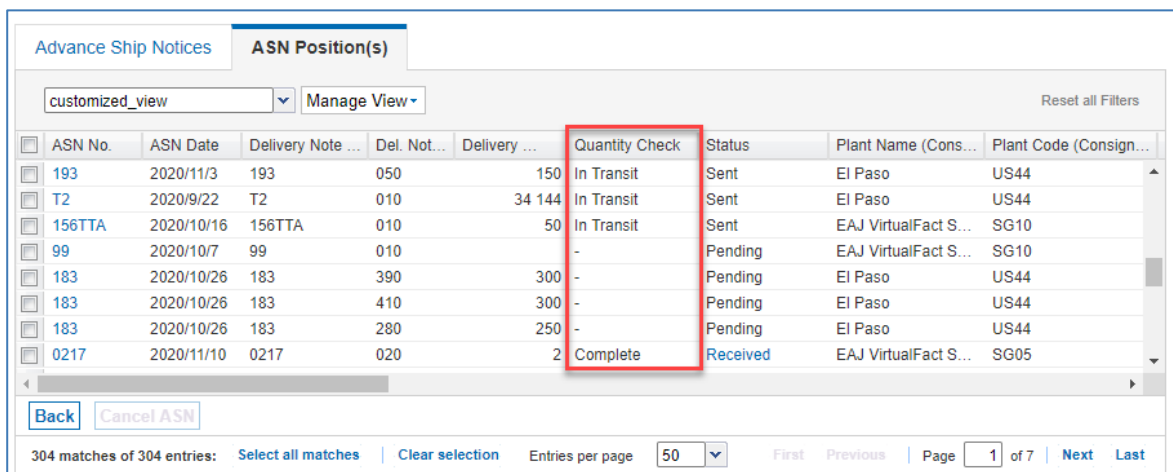 Advance Ship Notices ASN Position(s)
customized_view Manage View Reset all Filters
ASN No. ASN Date Delivery Note ... Del. Not... Delivery ... Quantity Check Status Plant Name (Cons... Plant Code (Consign...
193 2020/11/3 193 050 150 In Transit Sent El Paso US44
T2 2020/9/22 T2 010 34 144 In Transit Sent El Paso US44
156TTA 2020/10/16 156TTA 010 50 In Transit Sent EAJ VirtualFact S... SG10
99 2020/10/7 99 010 - Pending EAJ VirtualFact S... SG10
183 2020/10/26 183 390 300 - Pending El Paso US44
183 2020/10/26 183 410 300 - Pending El Paso US44
183 2020/10/26 183 280 250 - Pending El Paso US44
0217 2020/11/10 0217 020 2 Complete Received EAJ VirtualFact S... SG05
Back Cancel ASN
304 matches of 304 entries: Select all matches Clear selection Entries per page 50 First Previous Page 1 of 7 Next Last